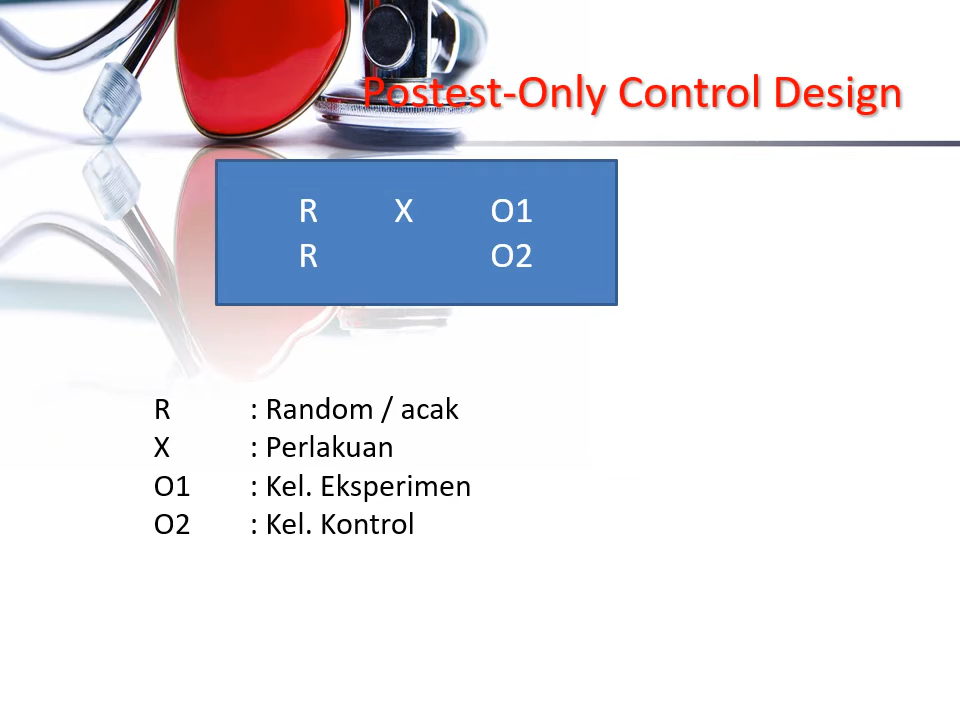 Postest-Only Control Design
R X O1
R O2
R : Random / acak
X : Perlakuan
O1 : Kel. Eksperimen
O2 : Kel. Kontrol